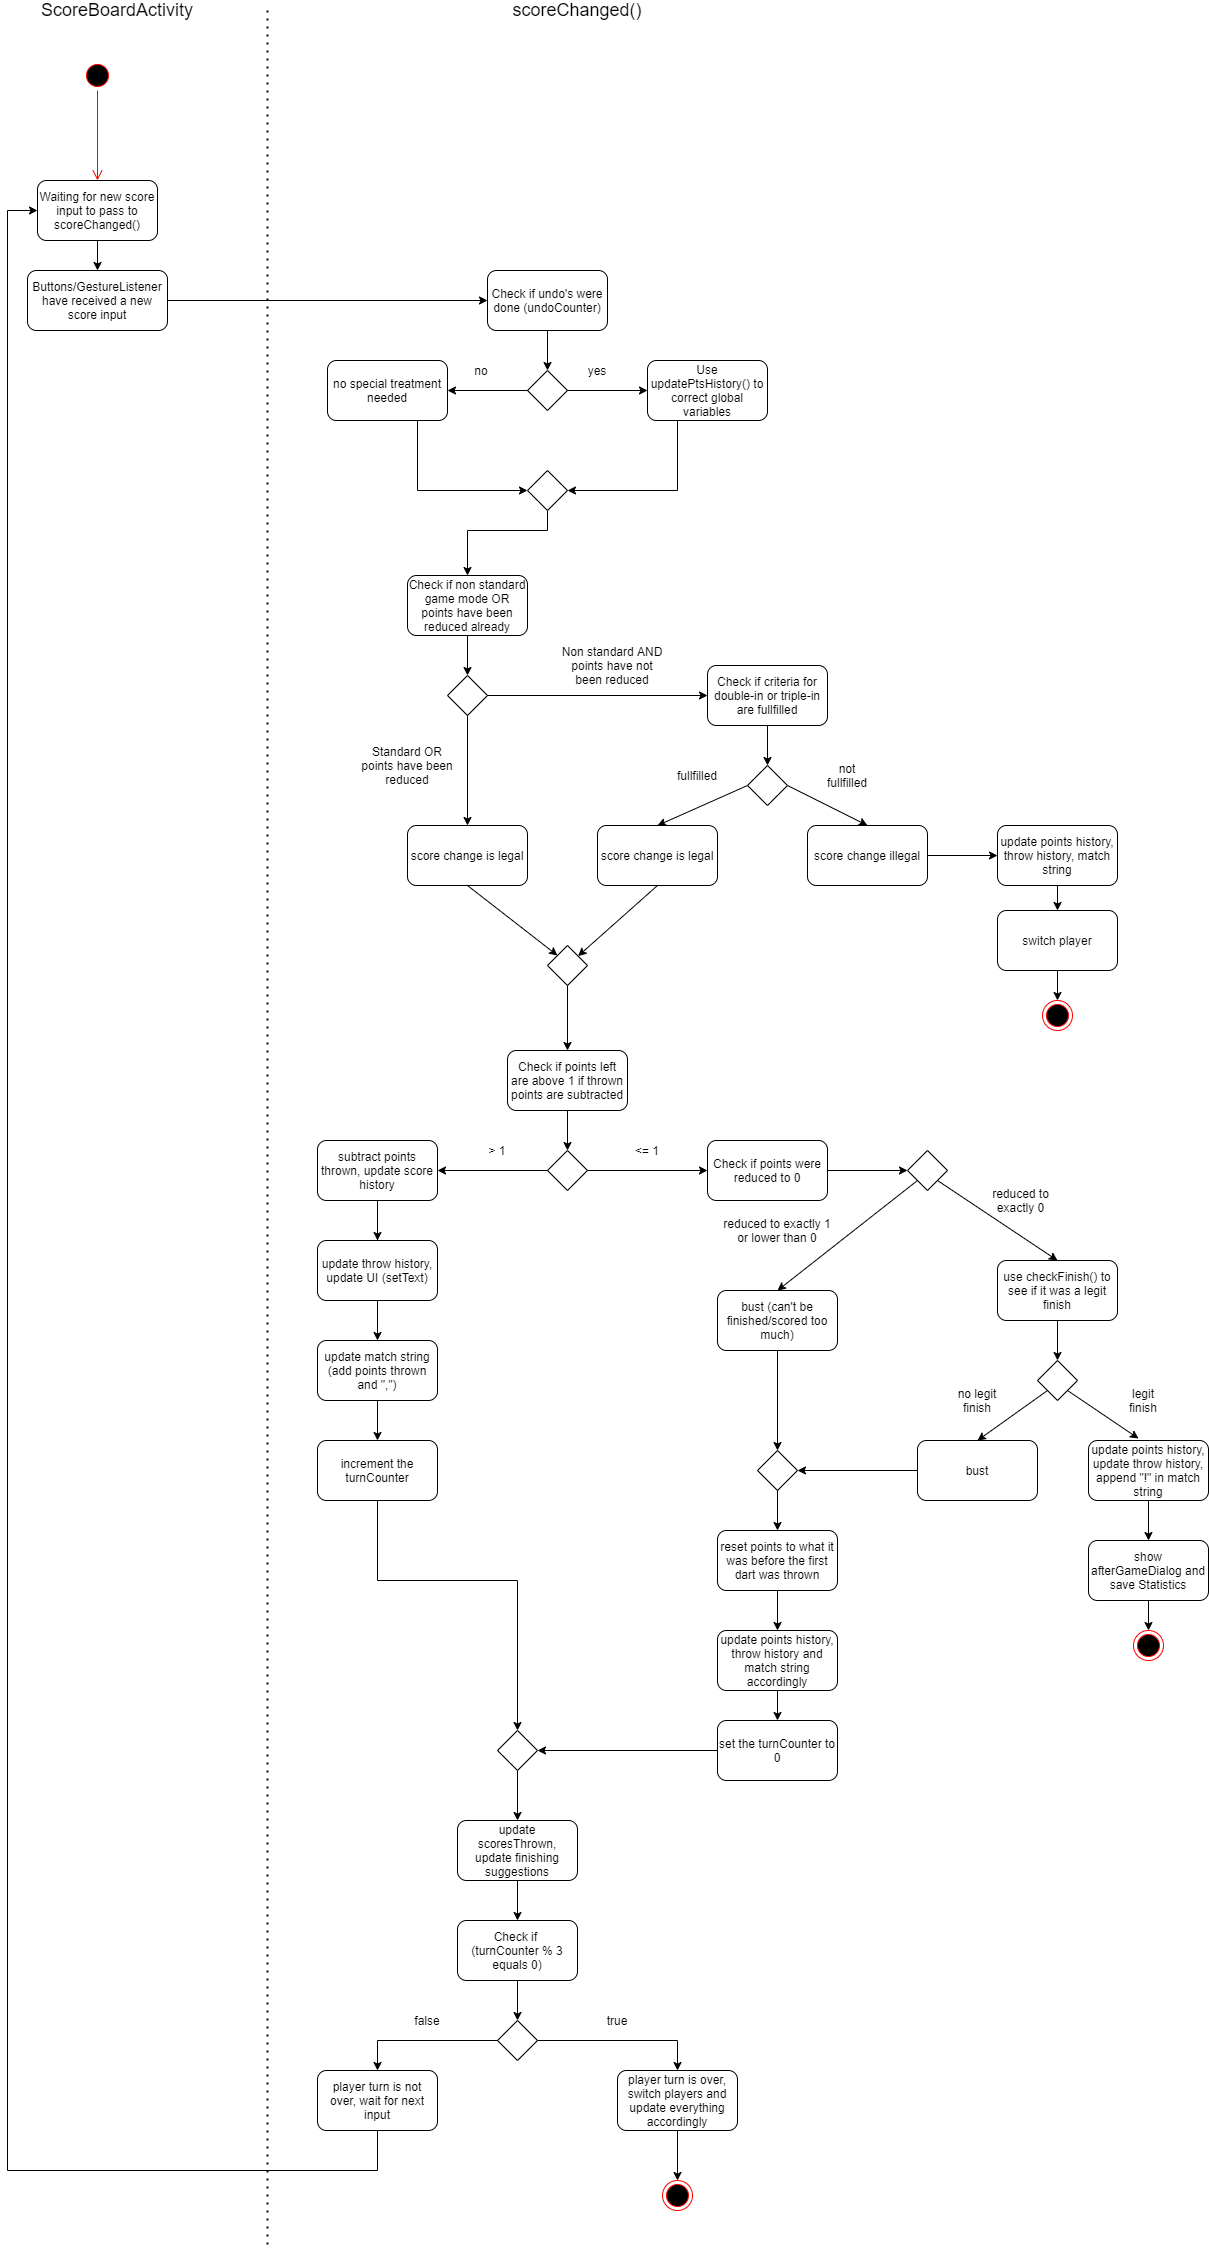 ScoreBoardActivity
scoreChanged()
Waiting for new score
input to pass to
scoreChanged()
Buttons/GestureListener
have received a new
score input
Check if undo's were
done (undoCounter)
no
yes
no special treatment
needed
Use
updatePtsHistory() to
correct global
variables
Check if non standard
game mode OR
points have been
reduced already
Non standard AND
points have not
been reduced
Check if criteria for
double-in or triple-in
are fullfilled
Standard OR
points have been
reduced
fullfilled
not
fullfilled
score change is legal
score change is legal
score change illegal
update points history,
throw history, match
string
switch player
Check if points left
are above 1 if thrown
points are subtracted
> 1
<= 1
subtract points
thrown, update score
history
Check if points were
reduced to 0
reduced to
exactly 0
reduced to exactly 1
or lower than 0
update throw history,
update UI (setText)
use checkFinish() to
see if it was a legit
finish
bust (can't be
finished/scored too
much)
update match string
(add points thrown
and ",")
no legit
finish
legit
finish
increment the
turnCounter
bust
update points history,
update throw history,
append "!" in match
string
reset points to what it
was before the first
dart was thrown
show
afterGameDialog and
save Statistics
update points history,
throw history and
match string
accordingly
set the turnCounter to
0
update
scoresThrown,
update finishing
suggestions
Check if
(turnCounter % 3
equals 0)
false
true
player turn is not
over, wait for next
input
player turn is over,
switch players and
update everything
accordingly